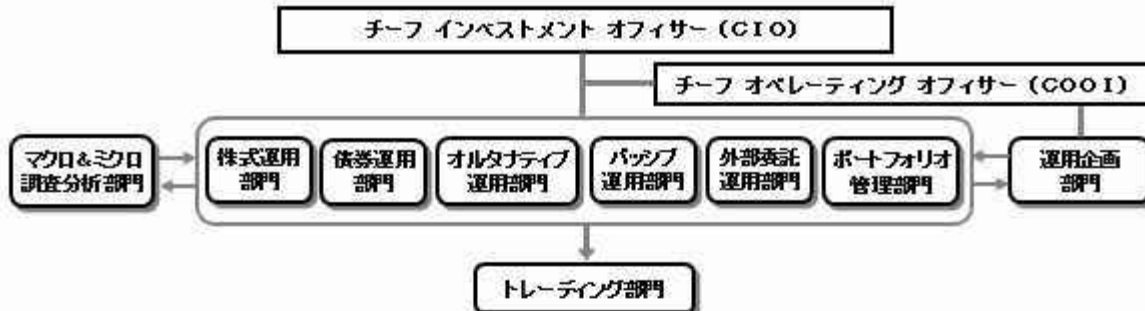 チーフ インベストメント オフィサー（CIO）
チーフ オペレーティング オフィサー（COOI）
マクロ＆ミクロ
調査分析部門
株式運用
部門
債券運用
部門
オルタナティブ
運用部門
パッシブ
運用部門
外部委託
運用部門
ポートフォリオ
管理部門
運用企画
部門
トレーディング部門